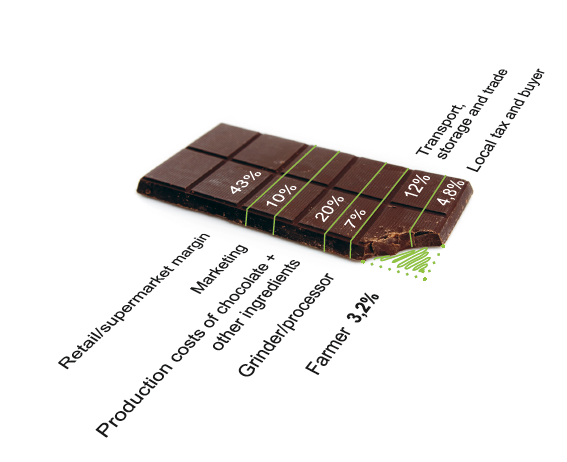 Transport,
storage and trade
Local tax and buyer
43%
10%
20%
7%
12%
4,8%
Retail/supermarket margin
Marketing
Production costs of chocolate +
other ingredients
Grinder/processor
Farmer 3,2%